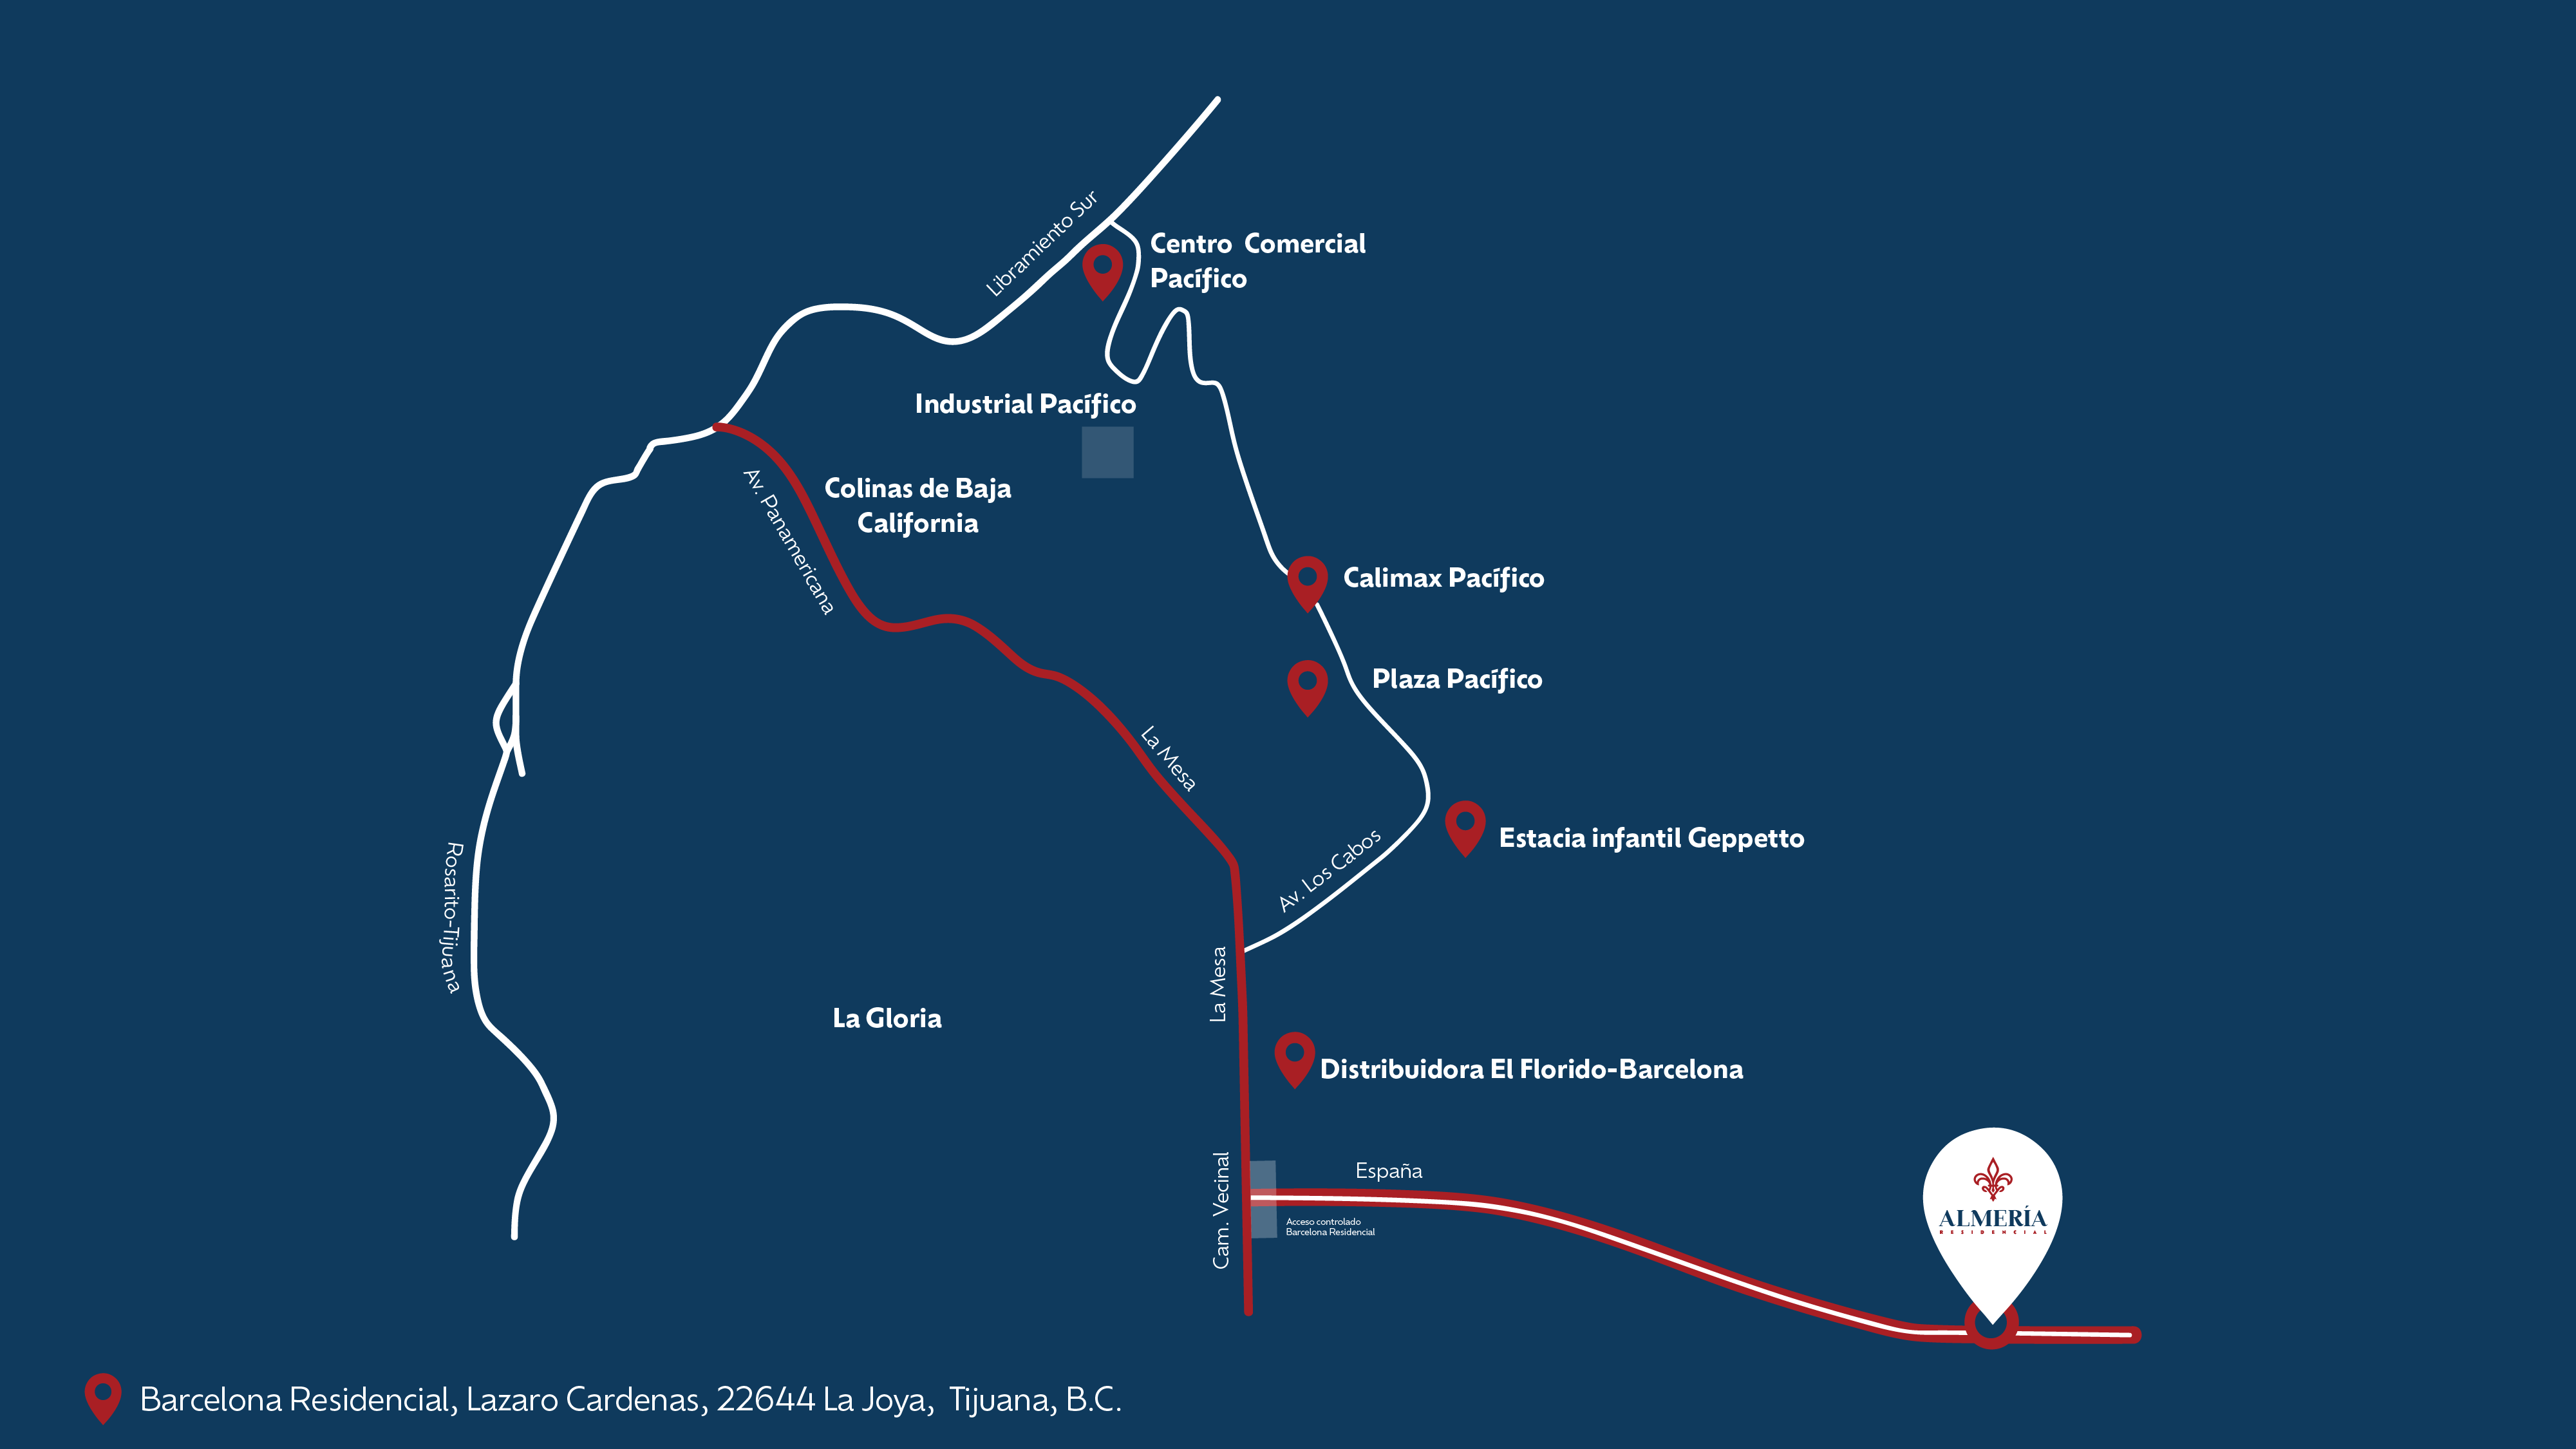 Libramiento Sur
Centro Comercial
Pacífico
Industrial Pacífico
Av. Panamericana
Colinas de Baja
California
Calimax Pacífico
Plaza Pacífico
La Mesa
Estacia infantil Geppetto
Av. Los Cabos
Rosarito-Tijuana
La Mesa
La Gloria
Distribuidora El Florido-Barcelona
Cam. Vecinal
España
Acceso controlado
Barcelona Residencial
ALMERÍA
RESIDENCIAL
Barcelona Residencial, Lazaro Cardenas, 22644 La Joya, Tijuana, B.C.